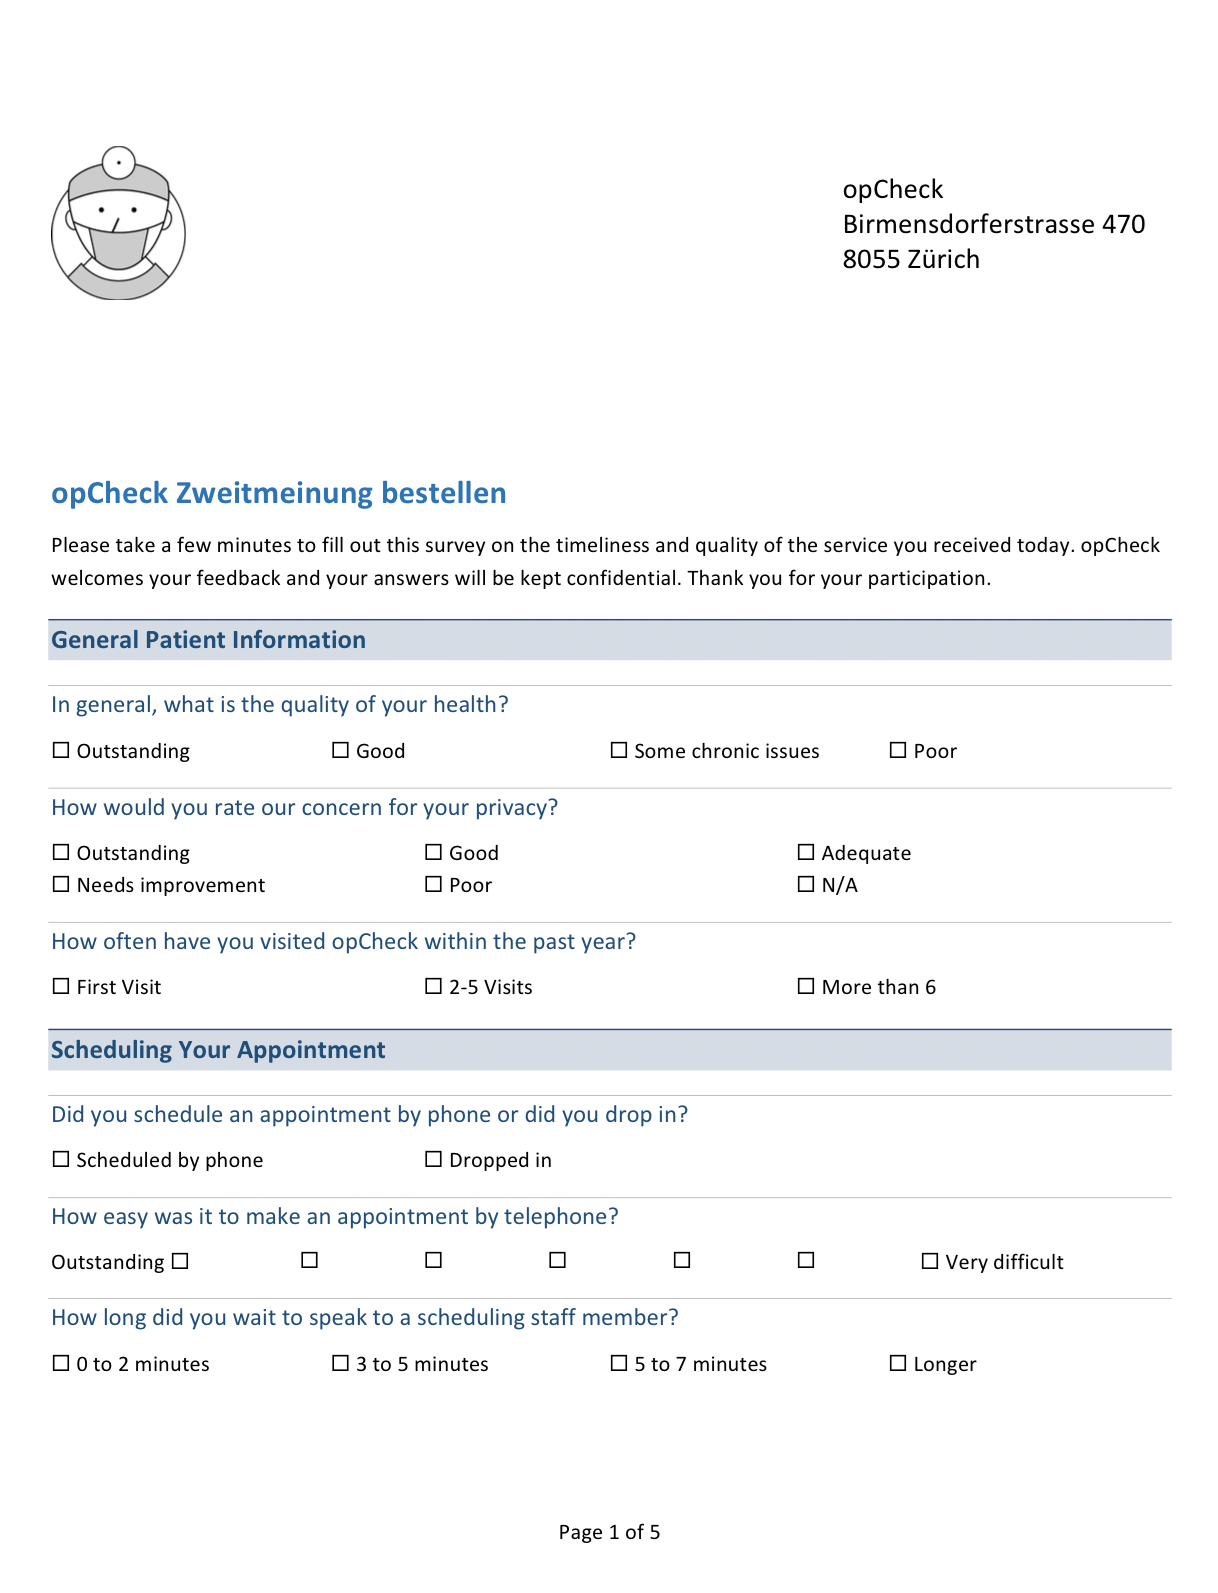 opCheck
Birmensdorferstrasse 470
8055 Zürich
opCheck Zweitmeinung bestellen
Please take a few minutes to fill out this survey on the timeliness and quality of the service you received today. opCheck
welcomes your feedback and your answers will be kept confidential. Thank you for your participation.
General Patient Information
In general, what is the quality of your health?
☐ Outstanding ☐ Good ☐ Some chronic issues ☐ Poor
How would you rate our concern for your privacy?
☐ Outstanding ☐ Good ☐ Adequate
☐ Needs improvement ☐ Poor ☐ N/A
How often have you visited opCheck within the past year?
☐ First Visit ☐ 2-5 Visits ☐ More than 6
Scheduling Your Appointment
Did you schedule an appointment by phone or did you drop in?
☐ Scheduled by phone ☐ Dropped in
How easy was it to make an appointment by telephone?
Outstanding ☐ ☐ ☐ ☐ ☐ ☐ ☐ Very difficult
How long did you wait to speak to a scheduling staff member?
☐ 0 to 2 minutes ☐ 3 to 5 minutes ☐ 5 to 7 minutes ☐ Longer
Page 1 of 5